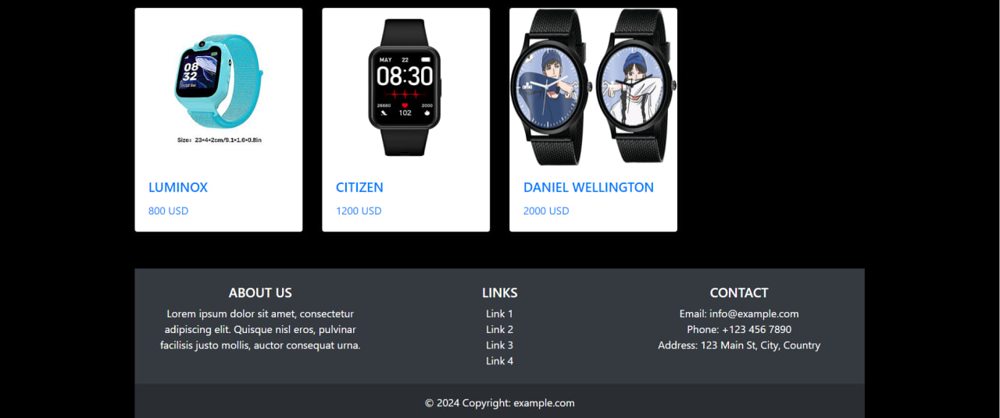 08
32
Size: 23*4*2cm/9.1*1.6*0.8in
MAY 22
08:30
26680 2000
102
LUMINOX
800 USD
CITIZEN
1200 USD
DANIEL WELLINGTON
2000 USD
ABOUT US
Lorem ipsum dolor sit amet, consectetur
adipiscing elit. Quisque nisl eros, pulvinar
facilisis justo mollis, auctor consequat urna.
LINKS
Link 1
Link 2
Link 3
Link 4
CONTACT
Email: info@example.com
Phone: +123 456 7890
Address: 123 Main St, City, Country
© 2024 Copyright: example.com